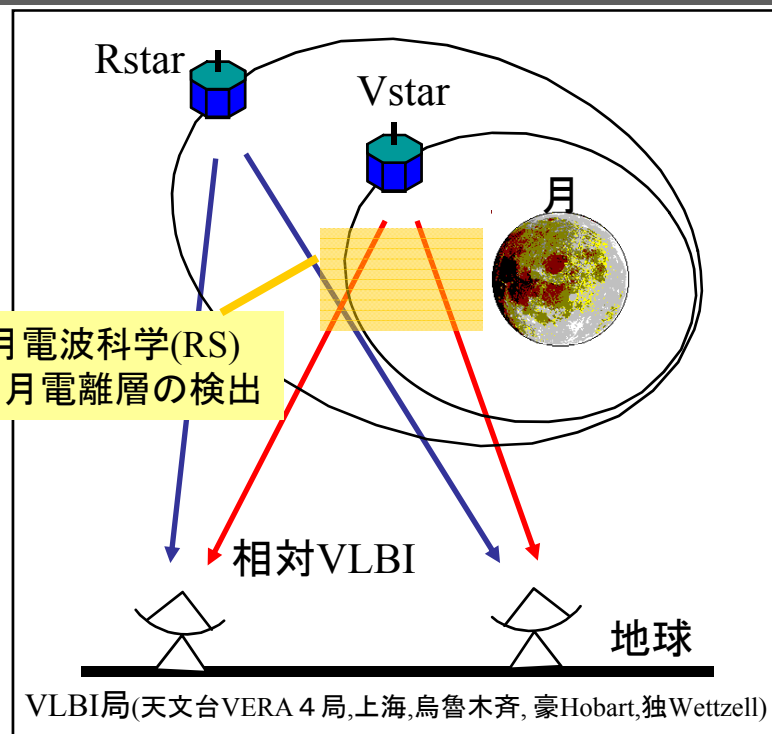 Rstar
Vstar
月
月電波科学(RS)
月電離層の検出
相対VLBI
地球
VLBI局(天文台VERA４局,上海,烏魯木斉, 豪Hobart,独Wettzell)